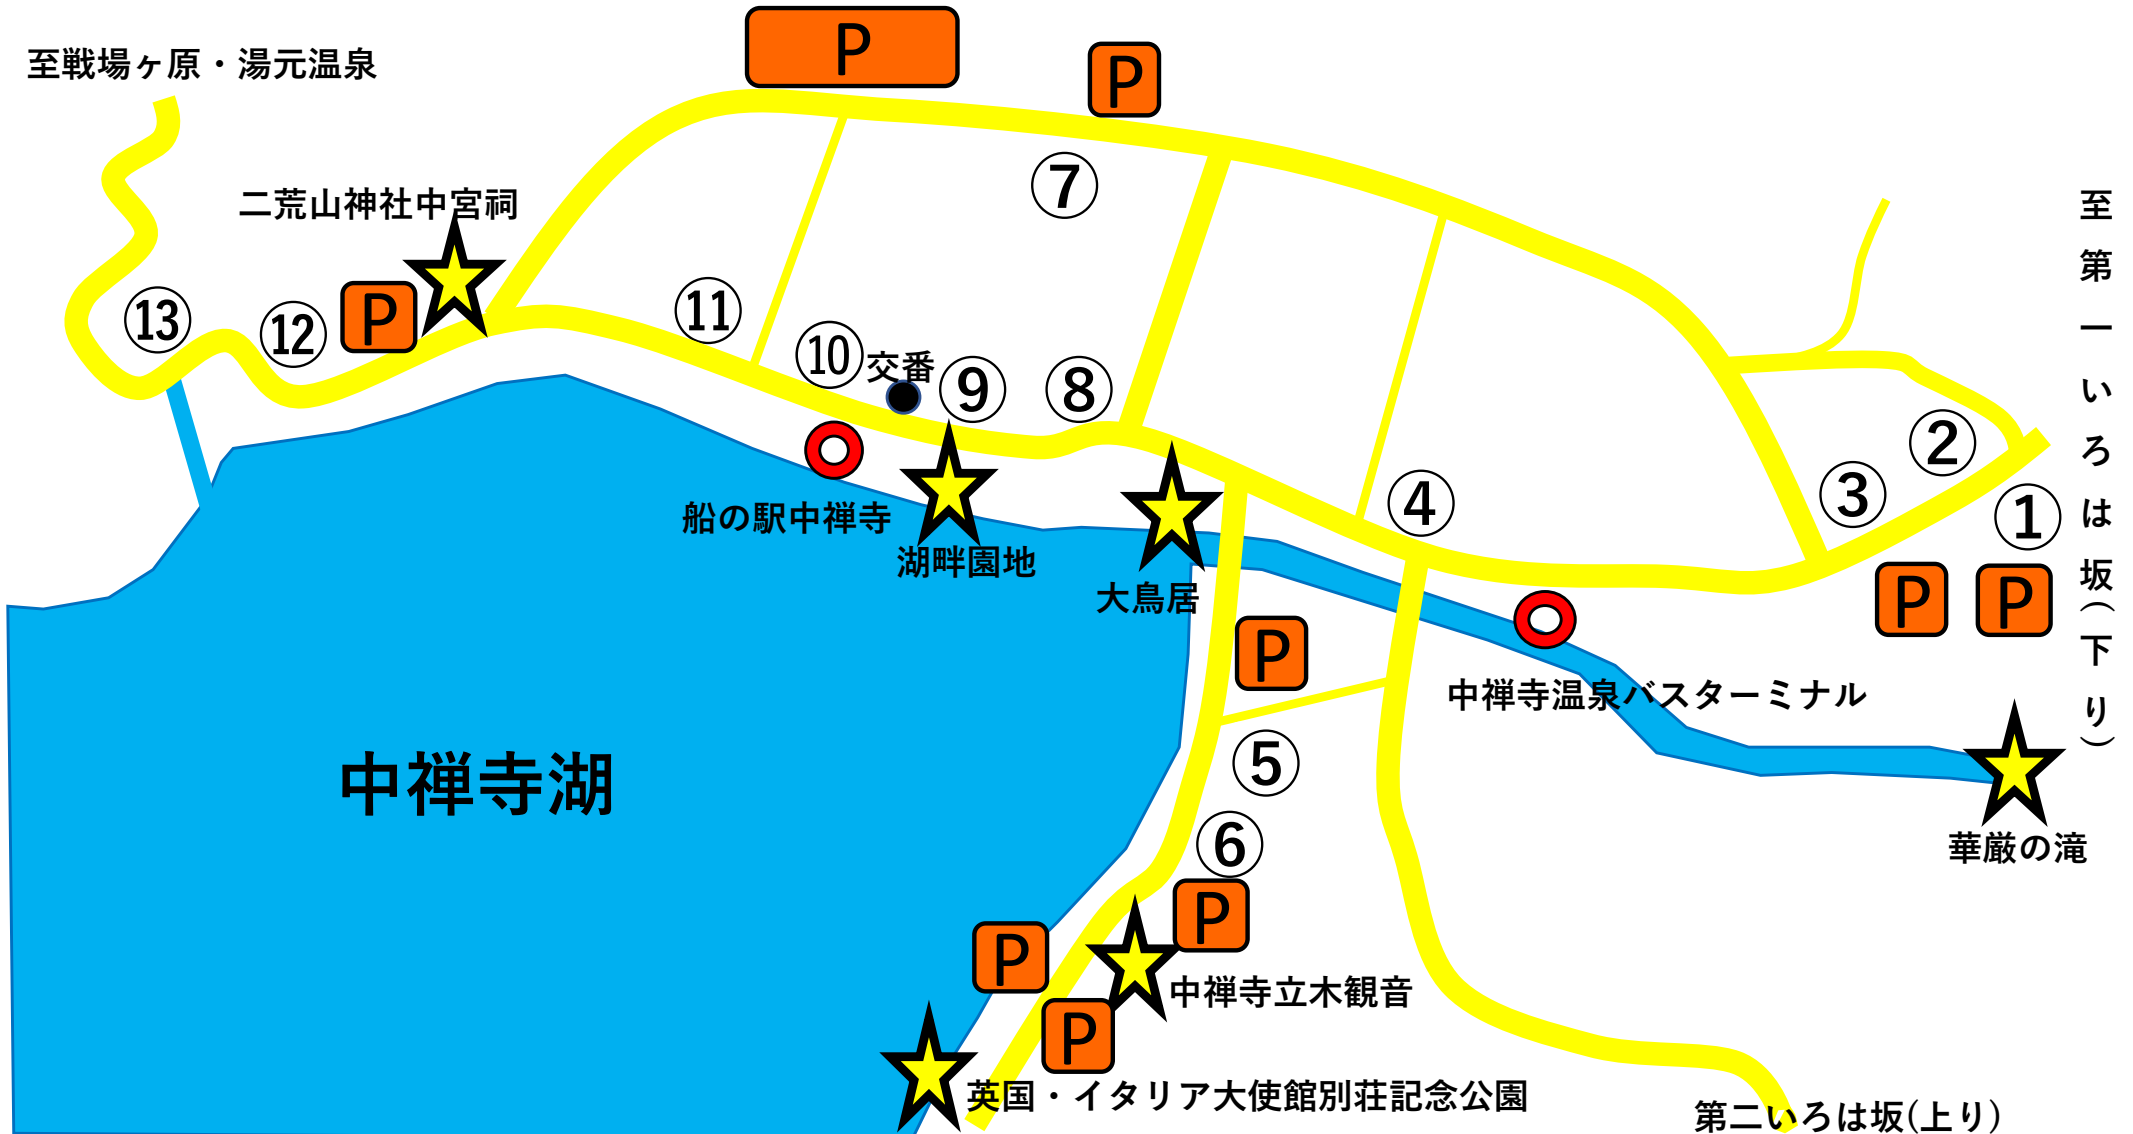 P
P
至戦場ヶ原・湯元温泉
二荒山神社中宮祠
P
⑦
至第一いろは坂(下り)
⑬
⑫
⑪
⑩
交番
⑨
⑧
④
③
②
①
船の駅中禅寺
湖畔園地
大鳥居
P
P
P
中禅寺温泉バスターミナル
⑤
中禅寺湖
⑥
華厳の滝
P
P
中禅寺立木観音
P
英国・イタリア大使館別荘記念公園
第二いろは坂(上り)